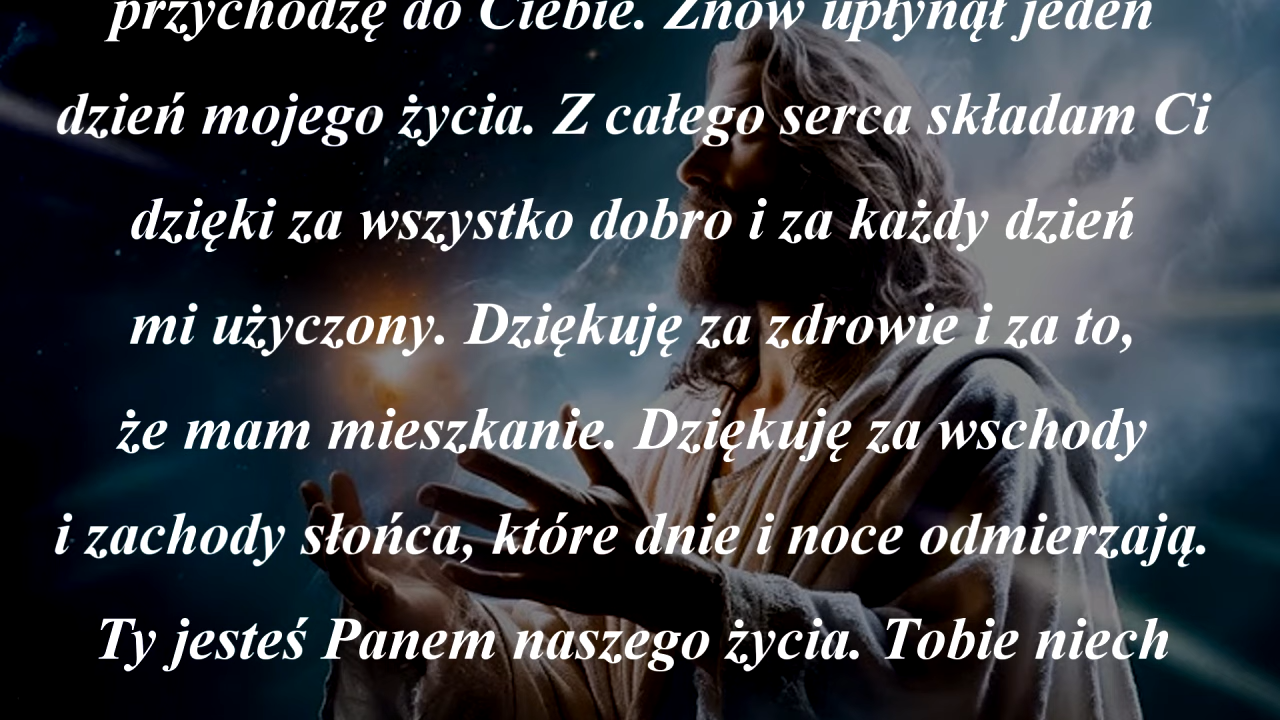 przychodzę do Ciebie. Znów upłynął jeden
dzień mojego życia. Z całego serca składam Ci
dzięki za wszystko dobro i za każdy dzień
mi użyczony. Dziękuję za zdrowie i za to,
że mam mieszkanie. Dziękuję za wschody
i zachody słońca, które dnie i noce odmierzają.
Ty jesteś Panem naszego życia. Tobie niech